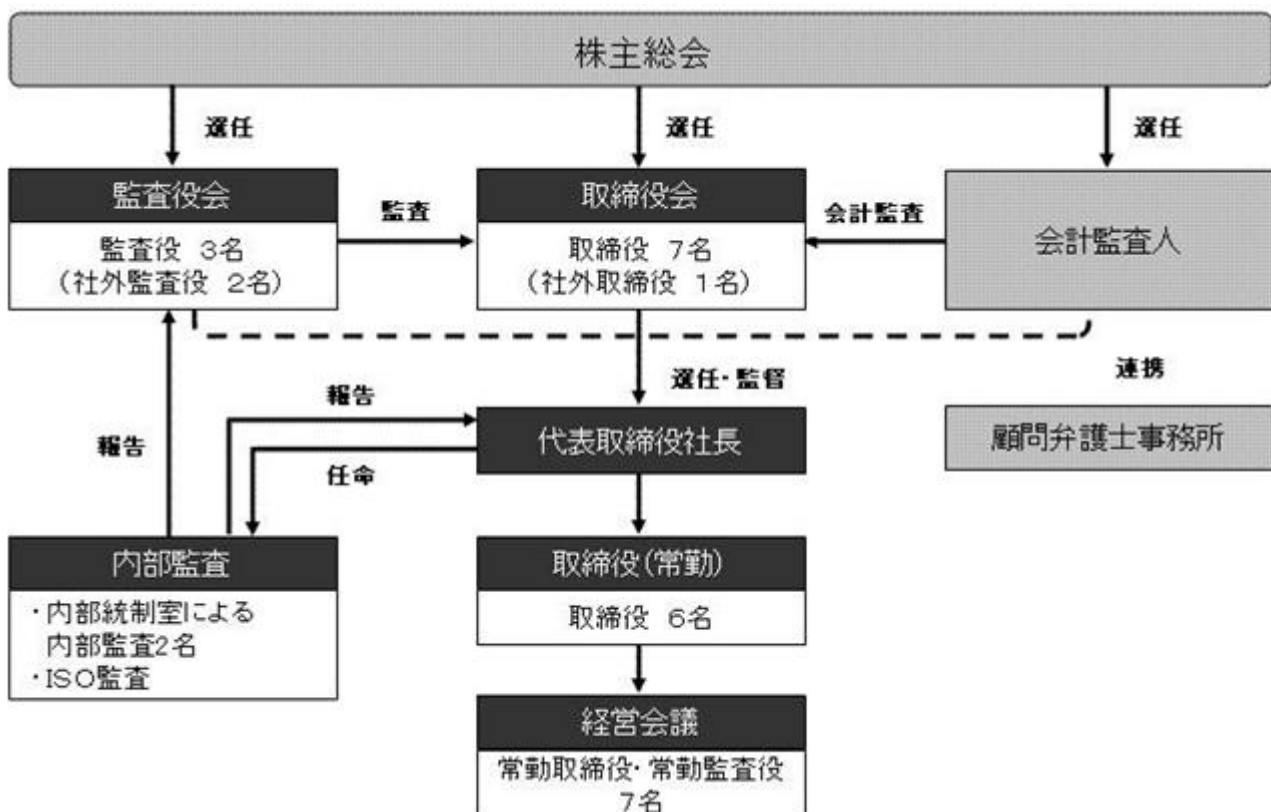 株主総会
選任
選任
選任
監査役会
監査役 3名
(社外監査役 2名)
監査
取締役会
取締役 7名
(社外取締役 1名)
会計監査
会計監査人
選任・監督
連携
報告
報告
任命
代表取締役社長
顧問弁護士事務所
内部監査
・内部統制室による
内部監査2名
・ISO監査
取締役(常勤)
取締役 6名
経営会議
常勤取締役・常勤監査役
7名